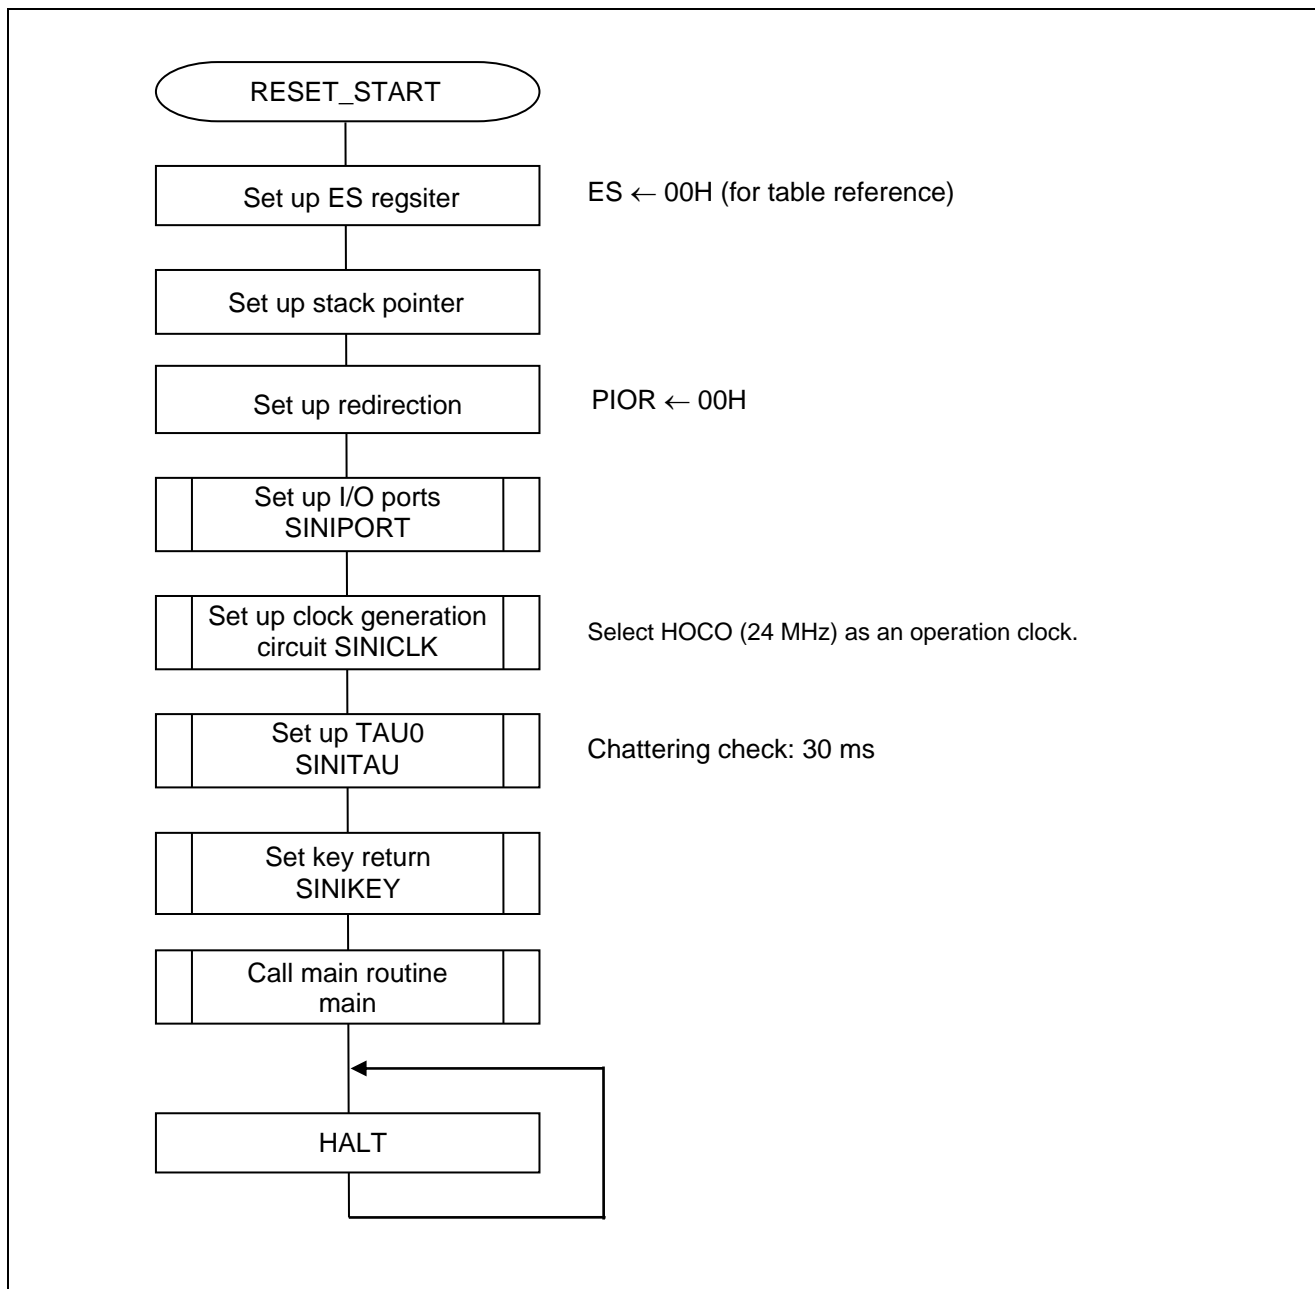 RESET_START
Set up ES regsiter
ES ← 00H (for table reference)
Set up stack pointer
Set up redirection
PIOR ← 00H
Set up I/O ports
SINIPORT
Set up clock generation
circuit SINICLK
Select HOCO (24 MHz) as an operation clock.
Set up TAU0
SINITAU
Chattering check: 30 ms
Set key return
SINIKEY
Call main routine
main
HALT